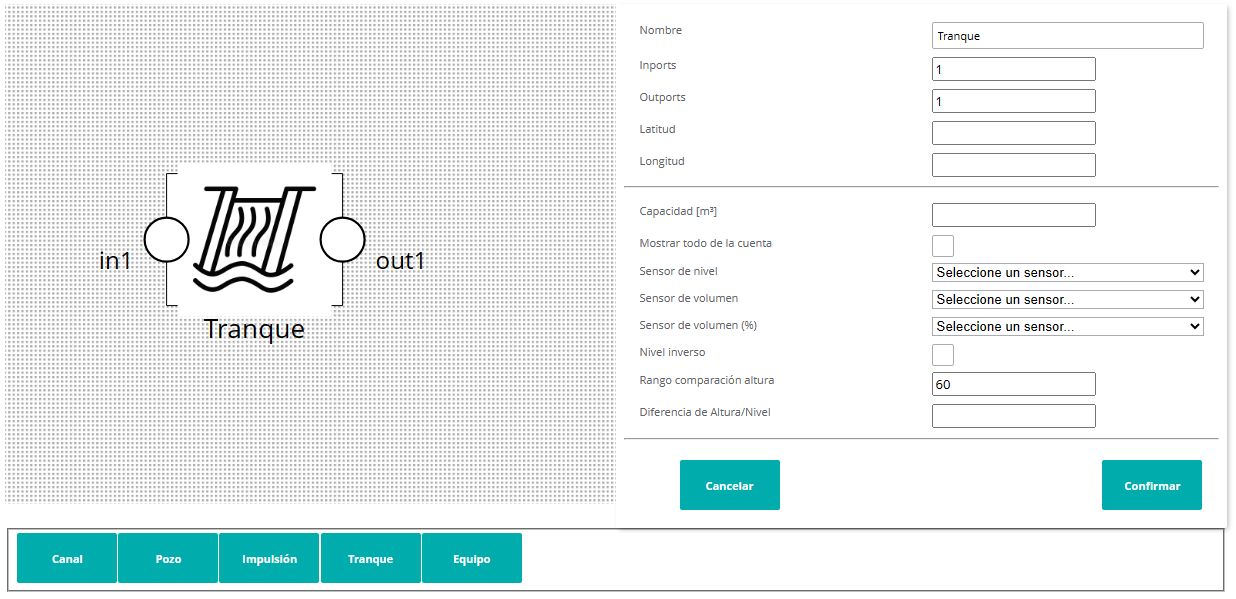 in1
out1
Tranque
Nombre
Tranque
Inports
1
Outports
1
Latitud
Longitud
Capacidad [m³]
Mostrar todo de la cuenta
Sensor de nivel
Seleccione un sensor...
Sensor de volumen
Seleccione un sensor...
Sensor de volumen (%)
Seleccione un sensor...
Nivel inverso
Rango comparación altura
60
Diferencia de Altura/Nivel
Cancelar
Confirmar
Canal
Pozo
Impulsión
Tranque
Equipo